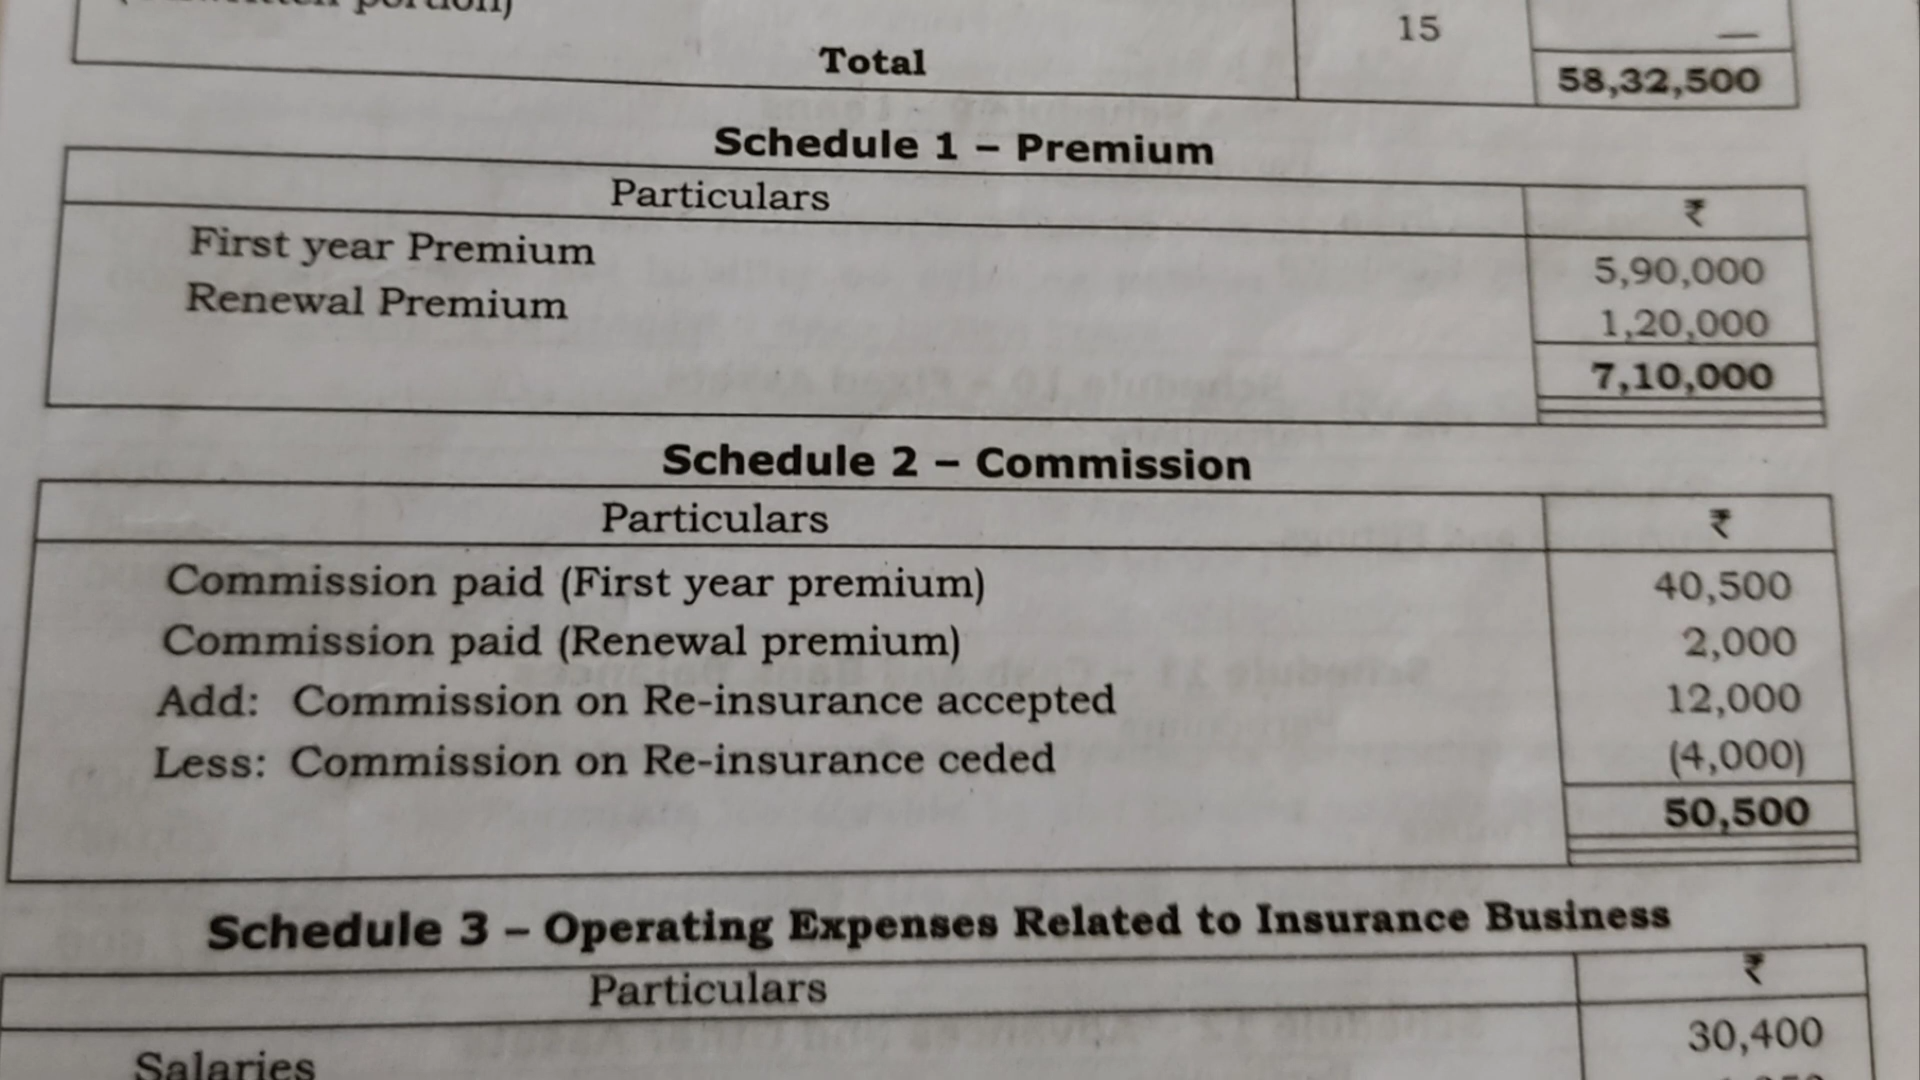 portion)
15 —
Total 58,32,500
Schedule 1 – Premium
Particulars ₹
First year Premium 5,90,000
Renewal Premium 1,20,000
7,10,000
Schedule 2 – Commission
Particulars ₹
Commission paid (First year premium) 40,500
Commission paid (Renewal premium) 2,000
Add: Commission on Re-insurance accepted 12,000
Less: Commission on Re-insurance ceded (4,000)
50,500
Schedule 3 – Operating Expenses Related to Insurance Business
Particulars ₹
Salaries 30,400